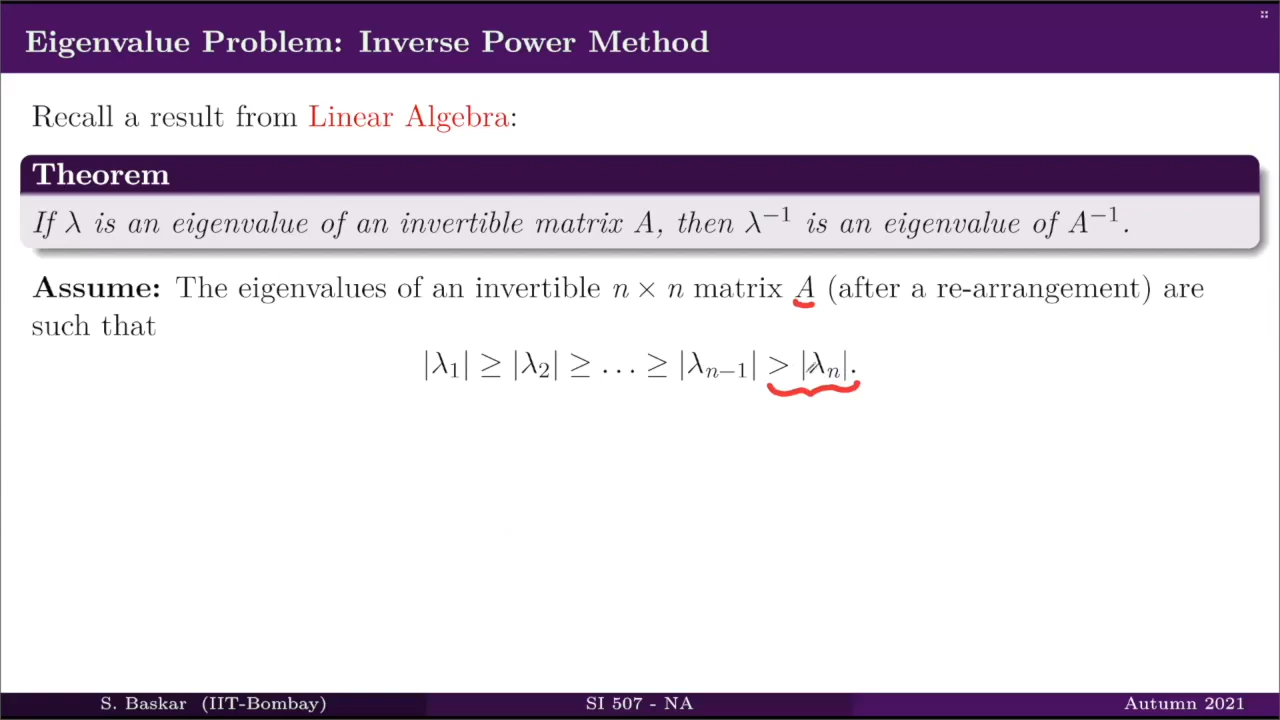 Eigenvalue Problem: Inverse Power Method
Recall a result from Linear Algebra:
Theorem
If λ is an eigenvalue of an invertible matrix A, then λ⁻¹ is an eigenvalue of A⁻¹.
Assume: The eigenvalues of an invertible n × n matrix A (after a re-arrangement) are
such that
|λ₁| ≥ |λ₂| ≥ … ≥ |λₙ₋₁| > |λₙ|.
S. Baskar (IIT-Bombay) SI 507 - NA Autumn 2021